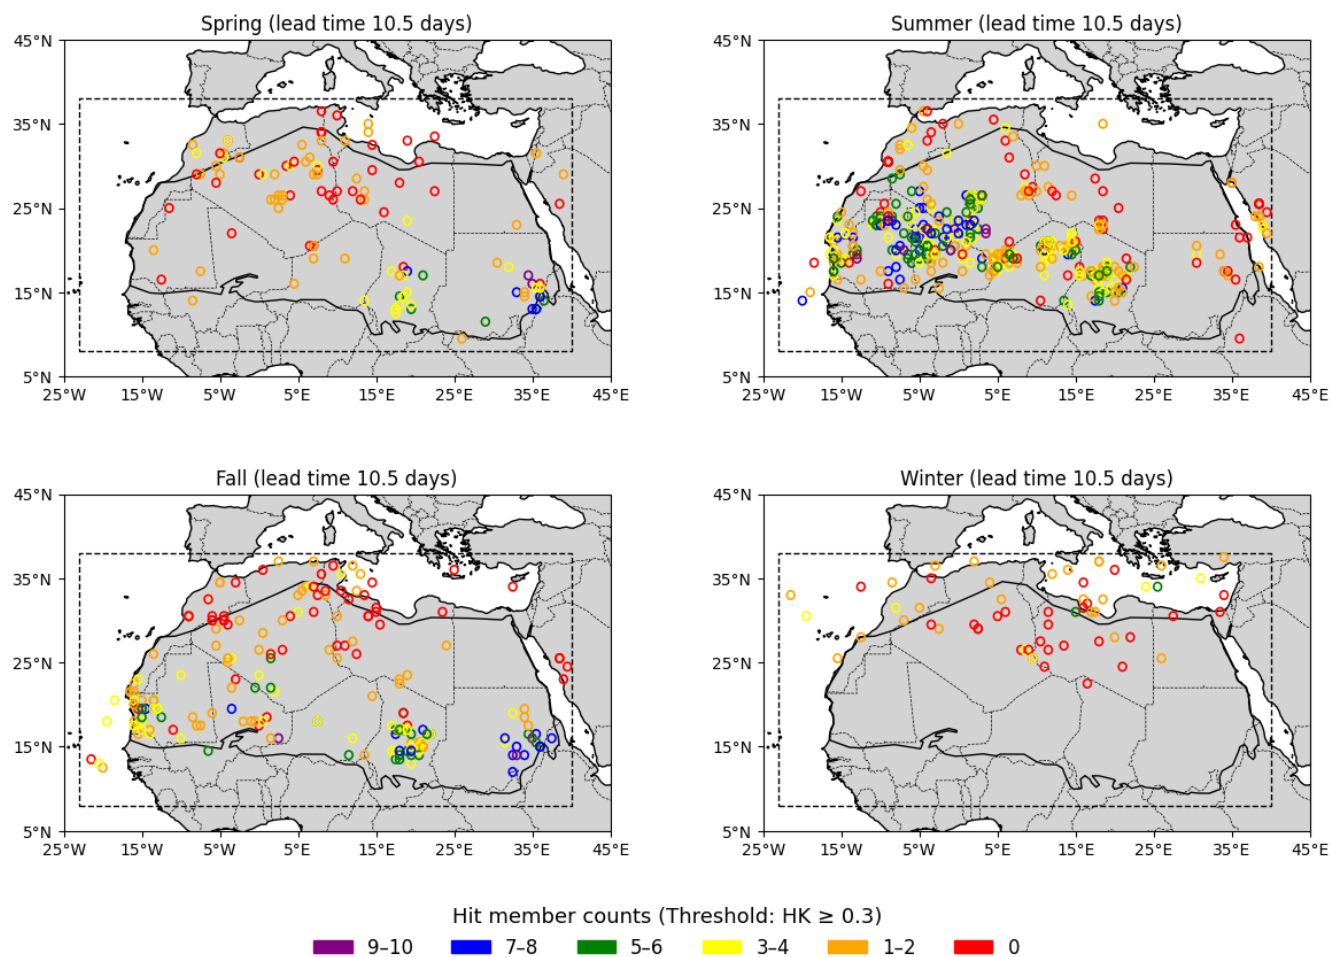 Spring (lead time 10.5 days)
Summer (lead time 10.5 days)
45°N
35°N
25°N
15°N
5°N
25°W 15°W 5°W 5°E 15°E 25°E 35°E 45°E
45°N
35°N
25°N
15°N
5°N
25°W 15°W 5°W 5°E 15°E 25°E 35°E 45°E
Fall (lead time 10.5 days)
Winter (lead time 10.5 days)
45°N
35°N
25°N
15°N
5°N
25°W 15°W 5°W 5°E 15°E 25°E 35°E 45°E
45°N
35°N
25°N
15°N
5°N
25°W 15°W 5°W 5°E 15°E 25°E 35°E 45°E
Hit member counts (Threshold: HK ≥ 0.3)
9–10 7–8 5–6 3–4 1–2 0